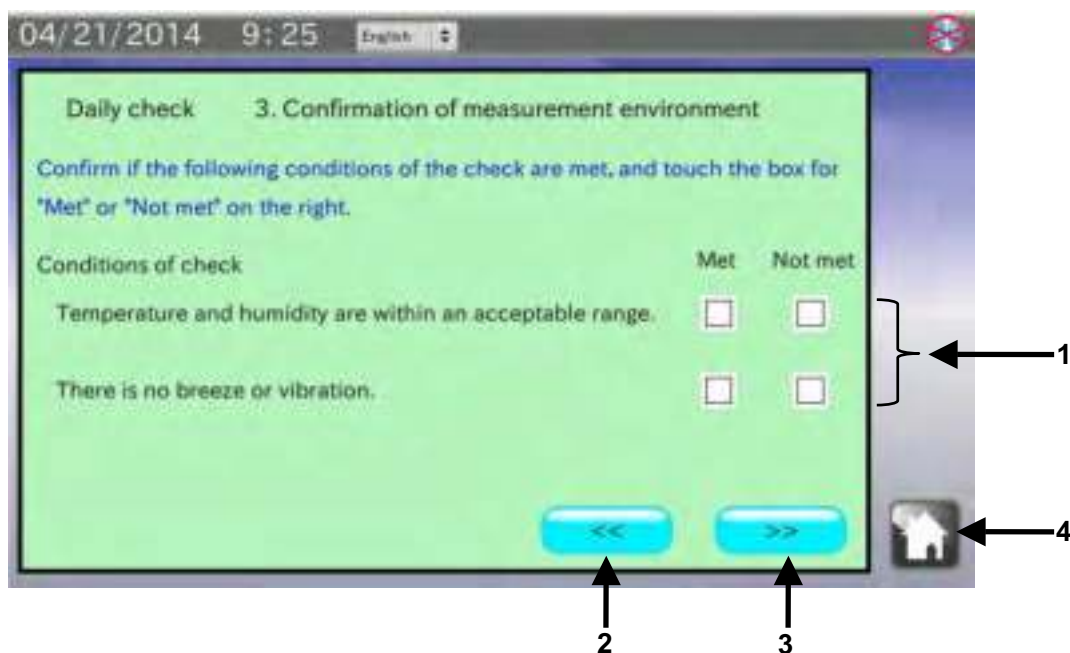 04/21/2014 9:25 English
Daily check 3. Confirmation of measurement environment
Confirm if the following conditions of the check are met, and touch the box for
"Met" or "Not met" on the right.
Conditions of check Met Not met
Temperature and humidity are within an acceptable range.
1
There is no breeze or vibration.
<< >>
4
2 3